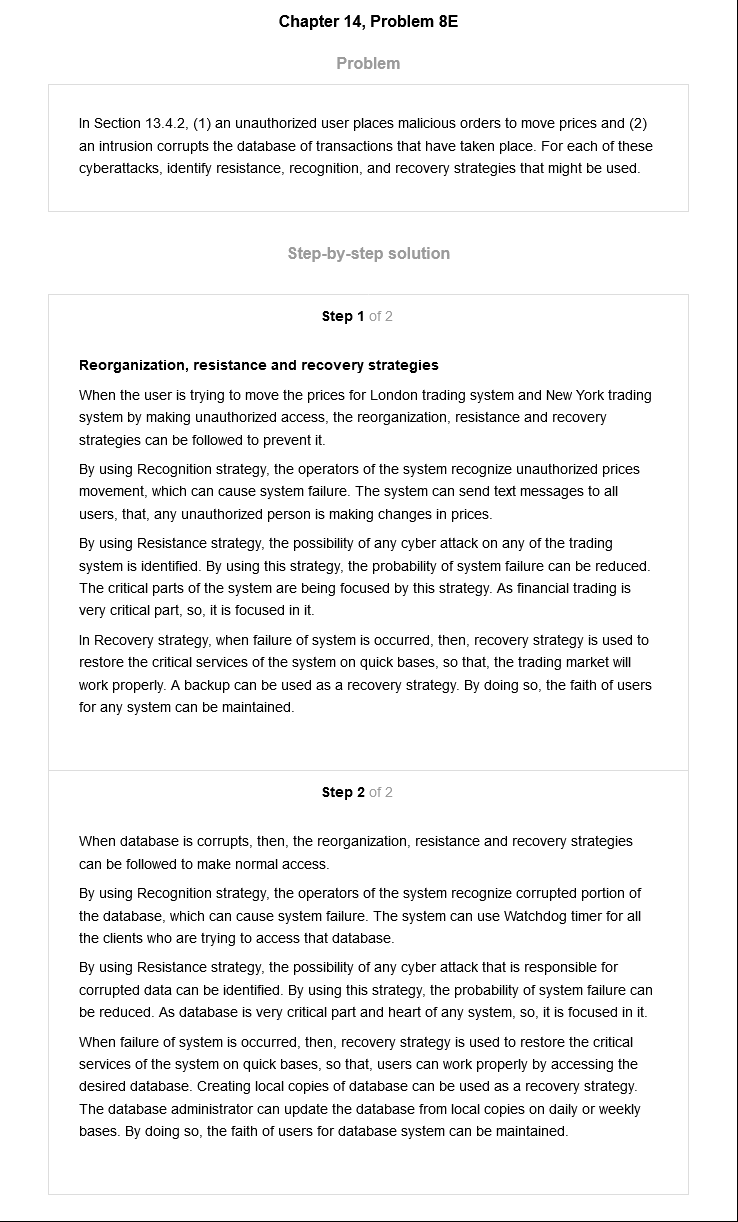 Chapter 14, Problem 8E
Problem
In Section 13.4.2, (1) an unauthorized user places malicious orders to move prices and (2)
an intrusion corrupts the database of transactions that have taken place. For each of these
cyberattacks, identify resistance, recognition, and recovery strategies that might be used.
Step-by-step solution
Step 1 of 2
Reorganization, resistance and recovery strategies
When the user is trying to move the prices for London trading system and New York trading
system by making unauthorized access, the reorganization, resistance and recovery
strategies can be followed to prevent it.
By using Recognition strategy, the operators of the system recognize unauthorized prices
movement, which can cause system failure. The system can send text messages to all
users, that, any unauthorized person is making changes in prices.
By using Resistance strategy, the possibility of any cyber attack on any of the trading
system is identified. By using this strategy, the probability of system failure can be reduced.
The critical parts of the system are being focused by this strategy. As financial trading is
very critical part, so, it is focused in it.
In Recovery strategy, when failure of system is occurred, then, recovery strategy is used to
restore the critical services of the system on quick bases, so that, the trading market will
work properly. A backup can be used as a recovery strategy. By doing so, the faith of users
for any system can be maintained.
Step 2 of 2
When database is corrupts, then, the reorganization, resistance and recovery strategies
can be followed to make normal access.
By using Recognition strategy, the operators of the system recognize corrupted portion of
the database, which can cause system failure. The system can use Watchdog timer for all
the clients who are trying to access that database.
By using Resistance strategy, the possibility of any cyber attack that is responsible for
corrupted data can be identified. By using this strategy, the probability of system failure can
be reduced. As database is very critical part and heart of any system, so, it is focused in it.
When failure of system is occurred, then, recovery strategy is used to restore the critical
services of the system on quick bases, so that, users can work properly by accessing the
desired database. Creating local copies of database can be used as a recovery strategy.
The database administrator can update the database from local copies on daily or weekly
bases. By doing so, the faith of users for database system can be maintained.